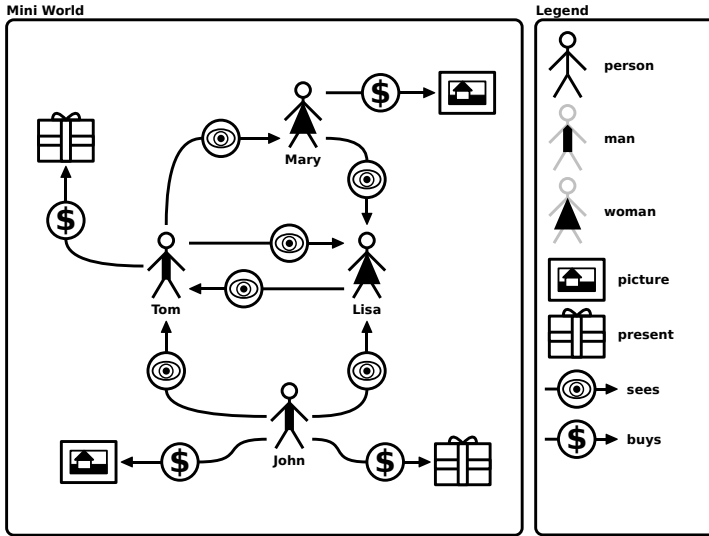 Mini World
Legend
person
Mary
man
woman
Tom
Lisa
picture
present
sees
buys
John
$
$
$
$
$